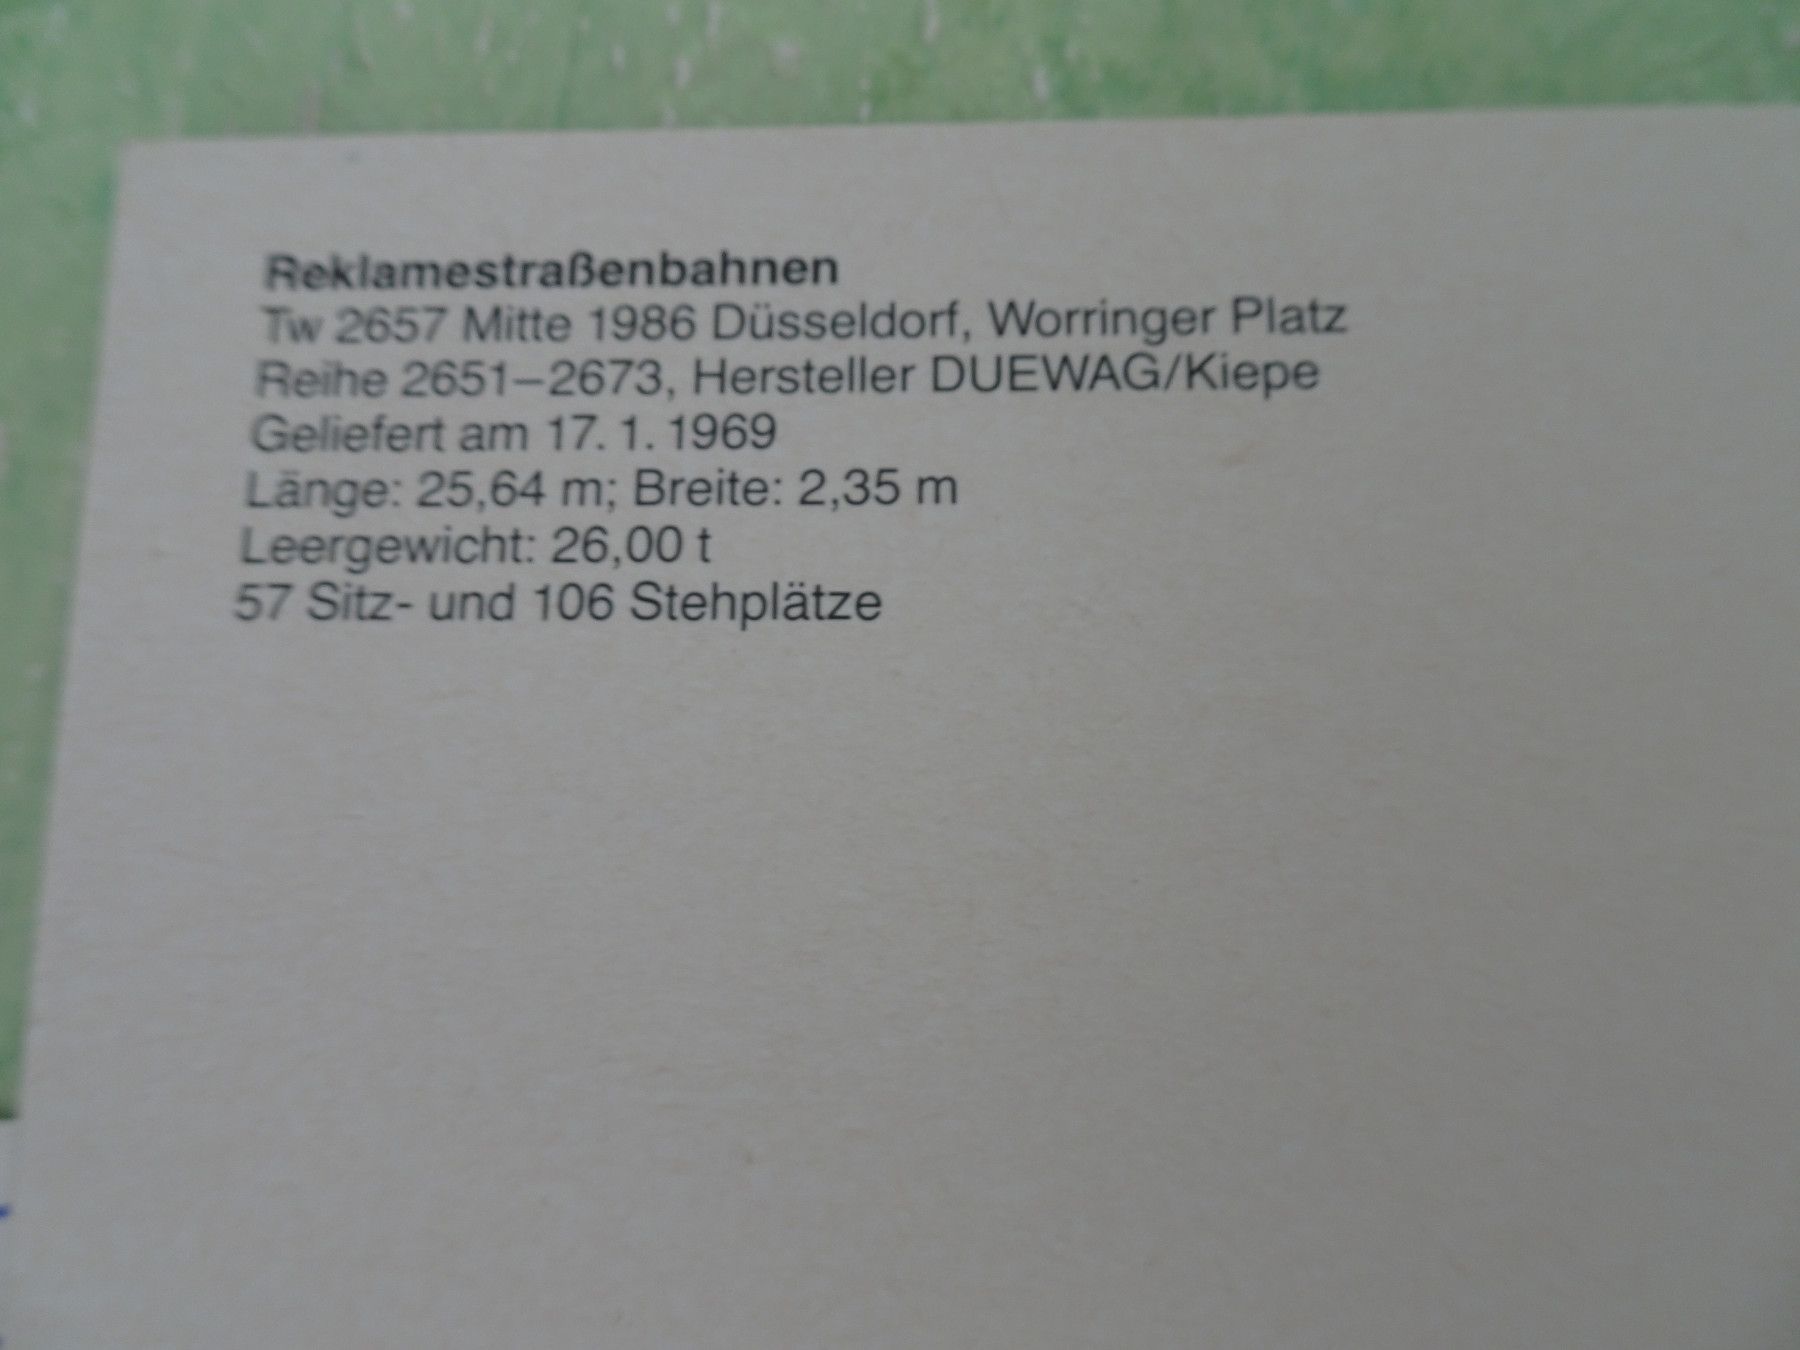 Reklamestraßenbahnen
Tw 2657 Mitte 1986 Düsseldorf, Worringer Platz
Reihe 2651–2673, Hersteller DUEWAG/Kiepe
Geliefert am 17. 1. 1969
Länge: 25,64 m; Breite: 2,35 m
Leergewicht: 26,00 t
57 Sitz- und 106 Stehplätze